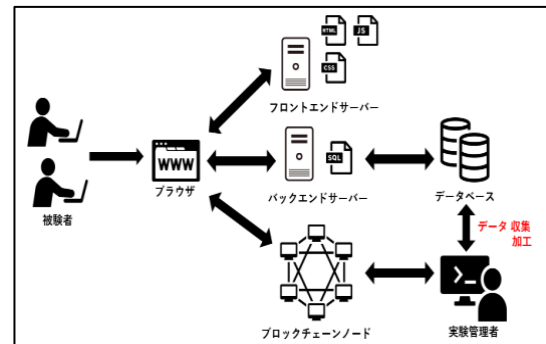 HTML
JS
CSS
フロントエンドサーバー
WWW
ブラウザ
SQL
バックエンドサーバー
データベース
被験者
データ 収集
加工
ブロックチェーンノード
実験管理者